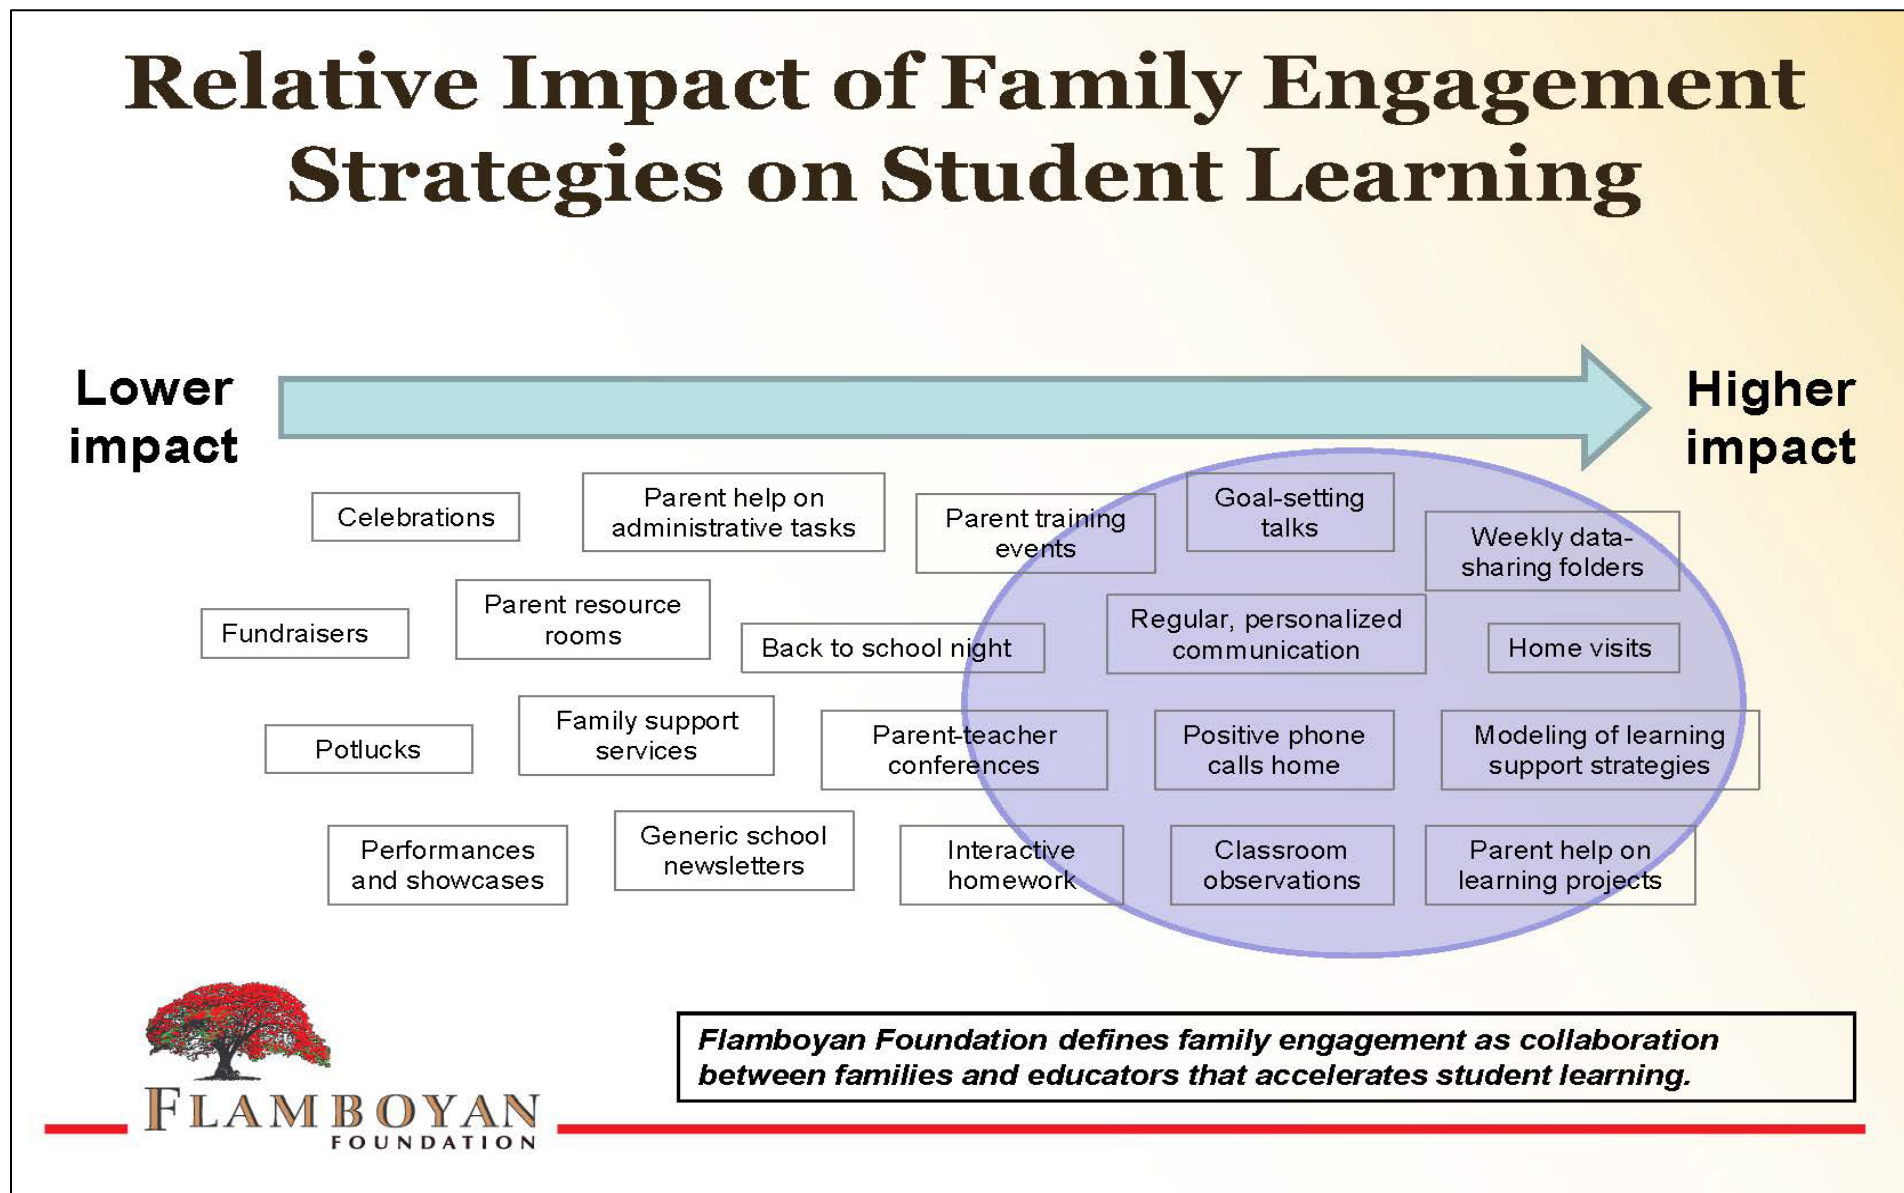 Relative Impact of Family Engagement
Strategies on Student Learning
Lower
impact
Higher
impact
Celebrations
Parent help on
administrative tasks
Parent training
events
Goal-setting
talks
Weekly data-
sharing folders
Fundraisers
Parent resource
rooms
Back to school night
Regular, personalized
communication
Home visits
Potlucks
Family support
services
Parent-teacher
conferences
Positive phone
calls home
Modeling of learning
support strategies
Performances
and showcases
Generic school
newsletters
Interactive
homework
Classroom
observations
Parent help on
learning projects
Flamboyan Foundation defines family engagement as collaboration
between families and educators that accelerates student learning.
FLAMBOYAN
FOUNDATION